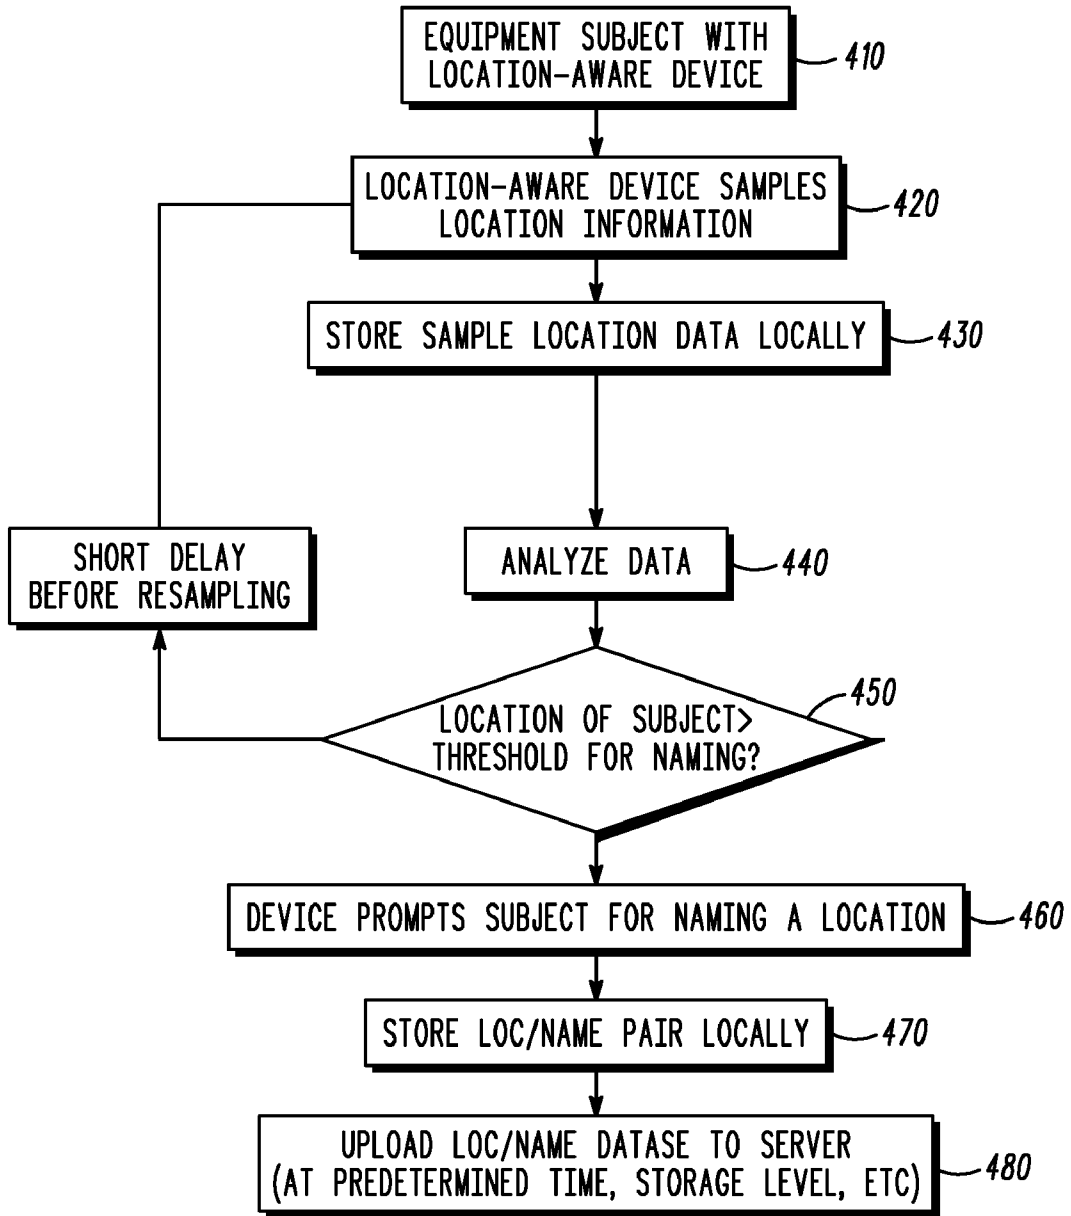 EQUIPMENT SUBJECT WITH
LOCATION-AWARE DEVICE
410
LOCATION-AWARE DEVICE SAMPLES
LOCATION INFORMATION
420
STORE SAMPLE LOCATION DATA LOCALLY
430
SHORT DELAY
BEFORE RESAMPLING
ANALYZE DATA
440
LOCATION OF SUBJECT>
THRESHOLD FOR NAMING?
450
DEVICE PROMPTS SUBJECT FOR NAMING A LOCATION
460
STORE LOC/NAME PAIR LOCALLY
470
UPLOAD LOC/NAME DATASE TO SERVER
(AT PREDETERMINED TIME, STORAGE LEVEL, ETC)
480